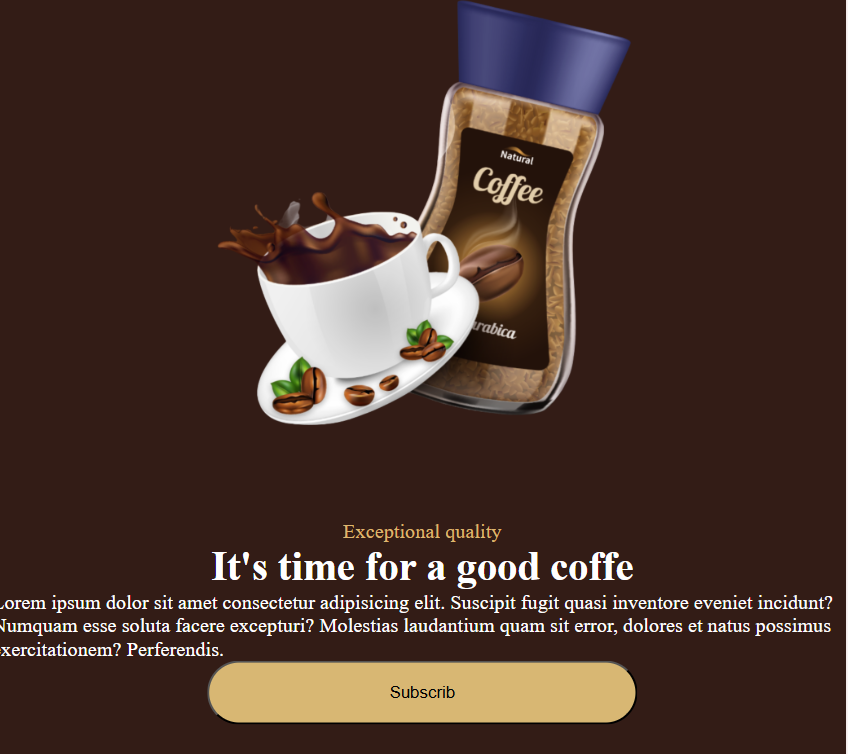 Natural
Coffee
Exceptional quality
It's time for a good coffe
Lorem ipsum dolor sit amet consectetur adipisicing elit. Suscipit fugit quasi inventore eveniet incidunt?
Numquam esse soluta facere excepturi? Molestias laudantium quam sit error, dolores et natus possimus
exercitationem? Perferendis.
Subscrib